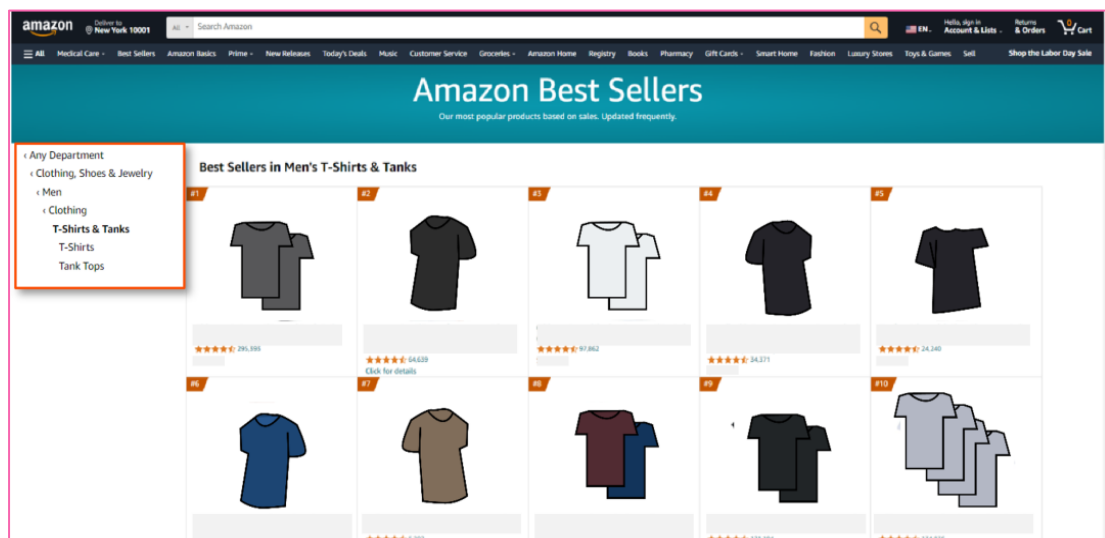 amazon
Deliver to
New York 10001
All
Search Amazon
EN
Hello, sign in
Account & Lists
Returns
& Orders
0
Cart
All
Medical Care
Best Sellers
Amazon Basics
Prime
New Releases
Today's Deals
Music
Customer Service
Groceries
Amazon Home
Registry
Books
Pharmacy
Gift Cards
Smart Home
Fashion
Luxury Stores
Toys & Games
Sell
Shop the Labor Day Sale
Amazon Best Sellers
Our most popular products based on sales. Updated frequently.
‹ Any Department
‹ Clothing, Shoes & Jewelry
‹ Men
‹ Clothing
T-Shirts & Tanks
T-Shirts
Tank Tops
Best Sellers in Men's T-Shirts & Tanks
#1
#2
#3
#4
#5
295,395
64,639
Click for details
97,862
34,371
24,240
#6
#7
#8
#9
#10